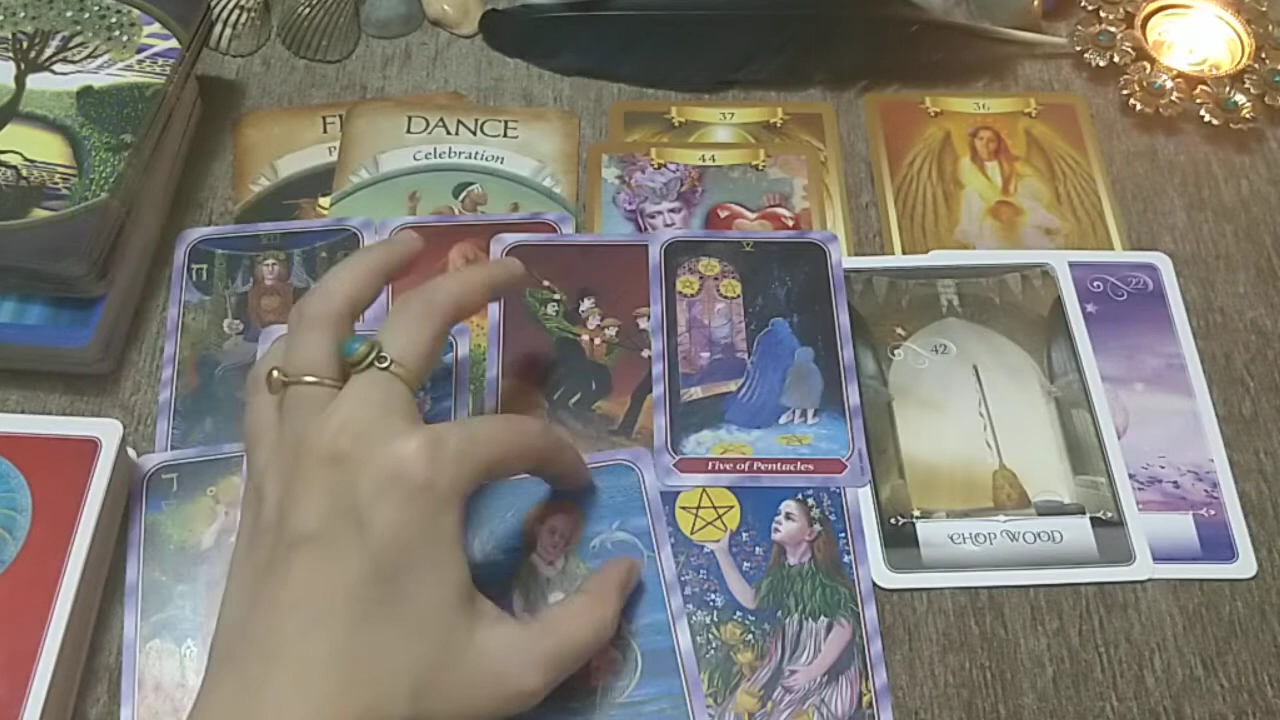 DANCE
Celebration
37
44
36
V
Five of Pentacles
42
CHOP WOOD
22